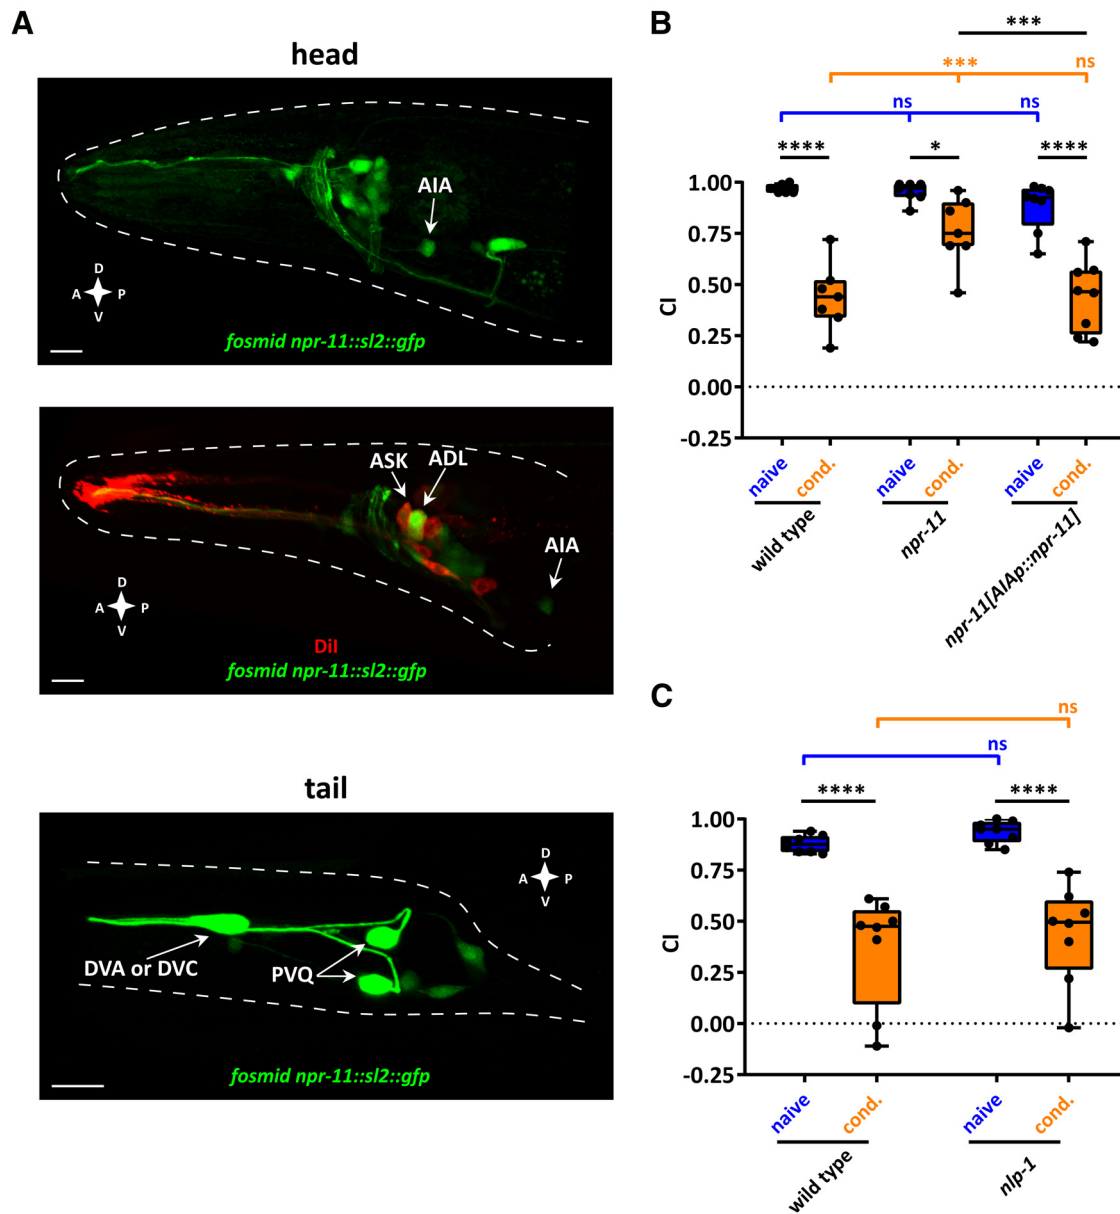 A
head
AIA
D
A P
V
fosmid npr-11::sl2::gfp
ASK ADL
AIA
D
A P
V
DiI
fosmid npr-11::sl2::gfp
tail
D
A P
V
DVA or DVC
PVQ
fosmid npr-11::sl2::gfp
B
***
*** ns
ns ns
**** * ****
1.00
0.75
0.50
0.25
0.00
-0.25
CI
naive cond. naive cond. naive cond.
wild type
npr-11
npr-11[AIAp::npr-11]
C
ns
ns
**** ****
1.00
0.75
0.50
0.25
0.00
-0.25
CI
naive cond. naive cond.
wild type
nlp-1